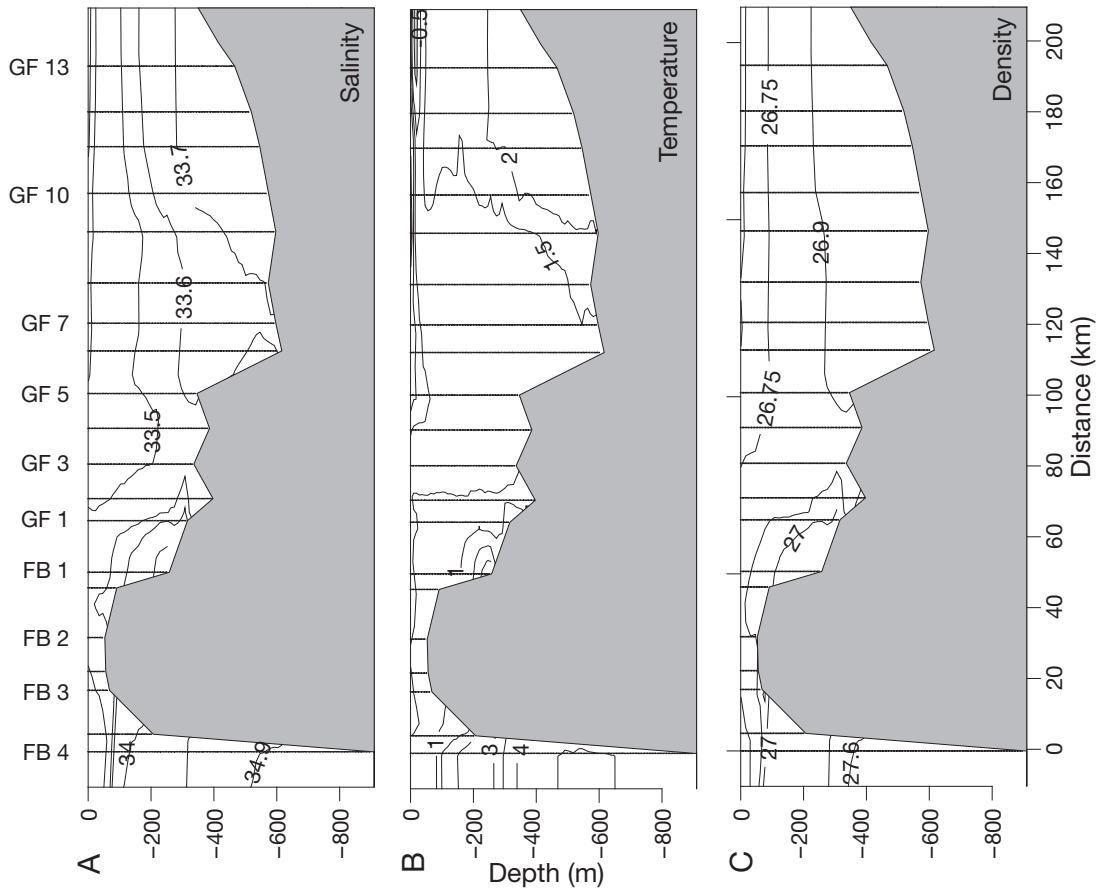 GF 13
GF 10
GF 7
GF 5
GF 3
GF 1
FB 1
FB 2
FB 3
FB 4
A
0
−200
−400
−600
−800
Salinity
33.7
33.6
33.5
34
34.9
B
0
−200
−400
−600
−800
Depth (m)
Temperature
-0.5
2
1.5
1
1
3
4
C
0
−200
−400
−600
−800
Density
26.75
26.9
26.75
27
27
27.6
0
20
40
60
80
100
120
140
160
180
200
Distance (km)